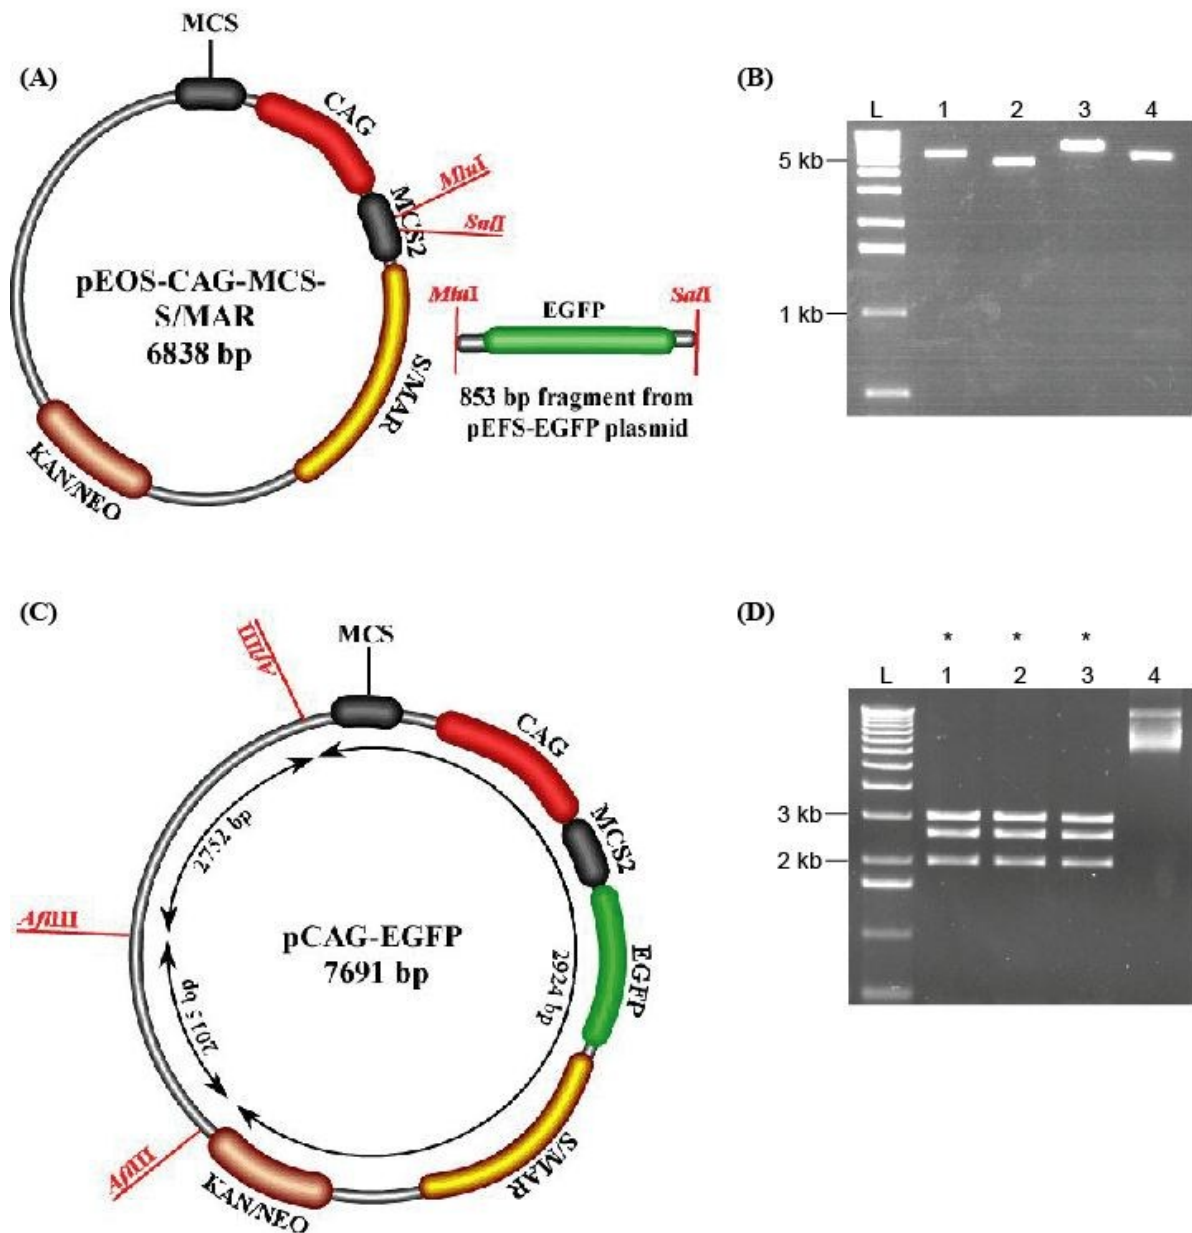 (A)
MCS
CAG
MluI
MCS2
SalI
pEOS-CAG-MCS-
S/MAR
6838 bp
S/MAR
KAN/NEO
MluI
SalI
EGFP
853 bp fragment from
pEFS-EGFP plasmid
(B)
L 1 2 3 4
5 kb
1 kb
(C)
AflIII
MCS
CAG
MCS2
2752 bp
AflIII
pCAG-EGFP
7691 bp
2924 bp
EGFP
2015 bp
AflIII
S/MAR
KAN/NEO
(D)
* * *
L 1 2 3 4
3 kb
2 kb